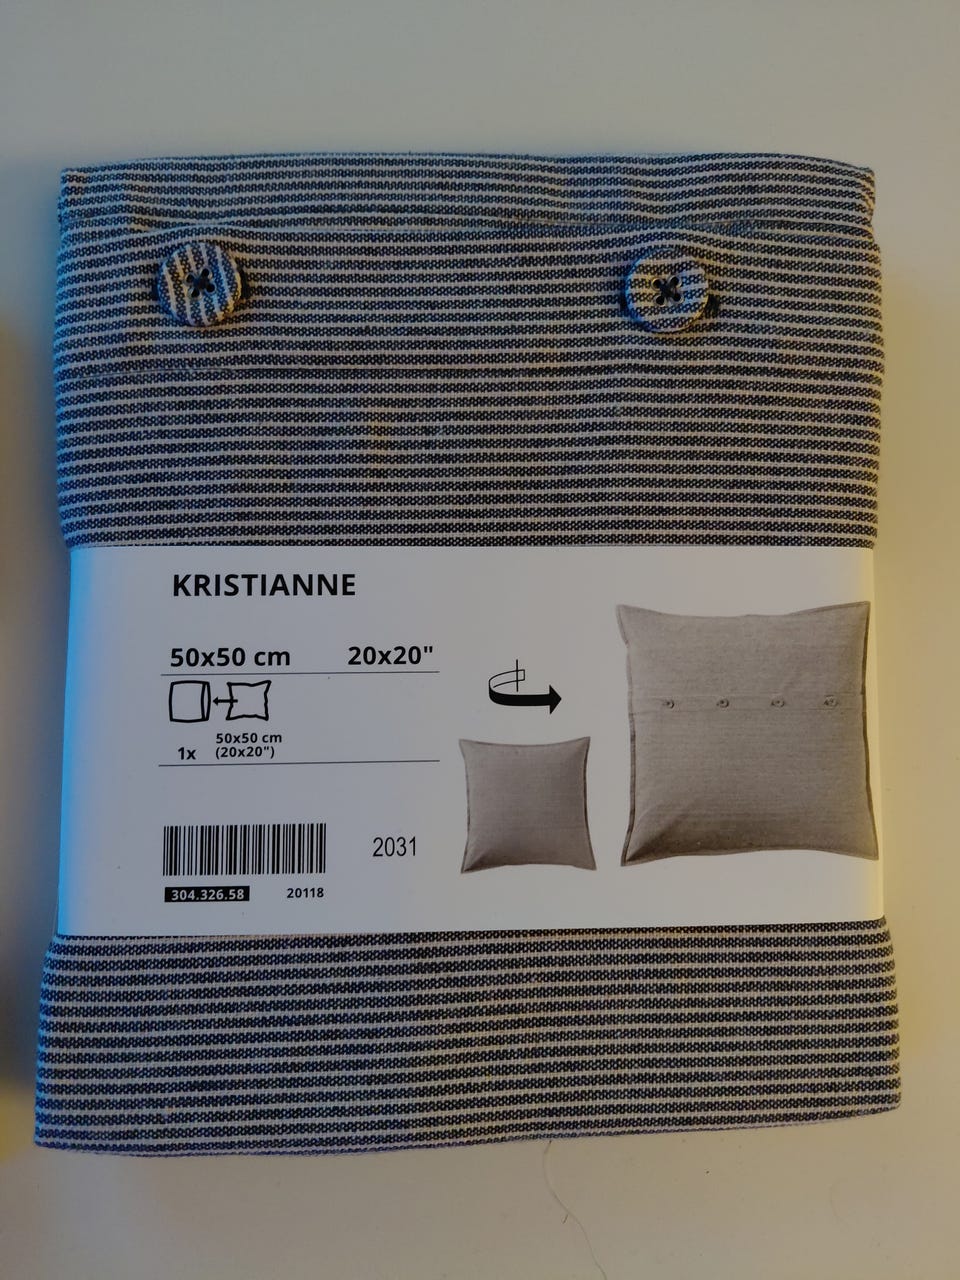 KRISTIANNE
50x50 cm 20x20"
1x 50x50 cm
(20x20")
2031
304.326.58 20118